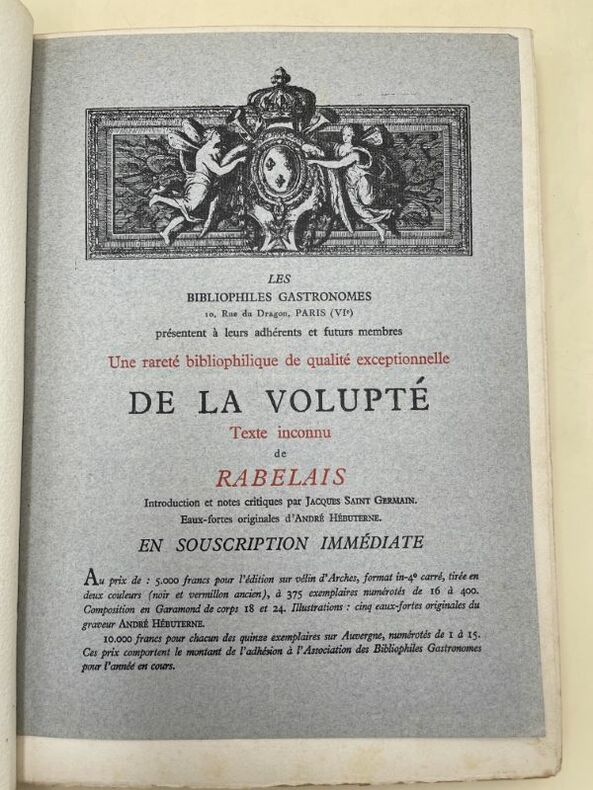 LES
BIBLIOPHILES GASTRONOMES
10, Rue du Dragon, PARIS (VIe)
présentent à leurs adhérents et futurs membres
Une rareté bibliophilique de qualité exceptionnelle
DE LA VOLUPTÉ
Texte inconnu
de
RABELAIS
Introduction et notes critiques par JACQUES SAINT GERMAIN.
Eaux-fortes originales d'ANDRÉ HÉBUTERNE.
EN SOUSCRIPTION IMMÉDIATE
Au prix de : 5.000 francs pour l'édition sur vélin d'Arches, format in-4º carré, tirée en
deux couleurs (noir et vermillon ancien), à 375 exemplaires numérotés de 16 à 400.
Composition en Garamond de corps 18 et 24. Illustrations : cinq eaux-fortes originales du
graveur ANDRÉ HÉBUTERNE.
10.000 francs pour chacun des quinze exemplaires sur Auvergne, numérotés de 1 à 15.
Ces prix comportent le montant de l'adhésion à l'Association des Bibliophiles Gastronomes
pour l'année en cours.